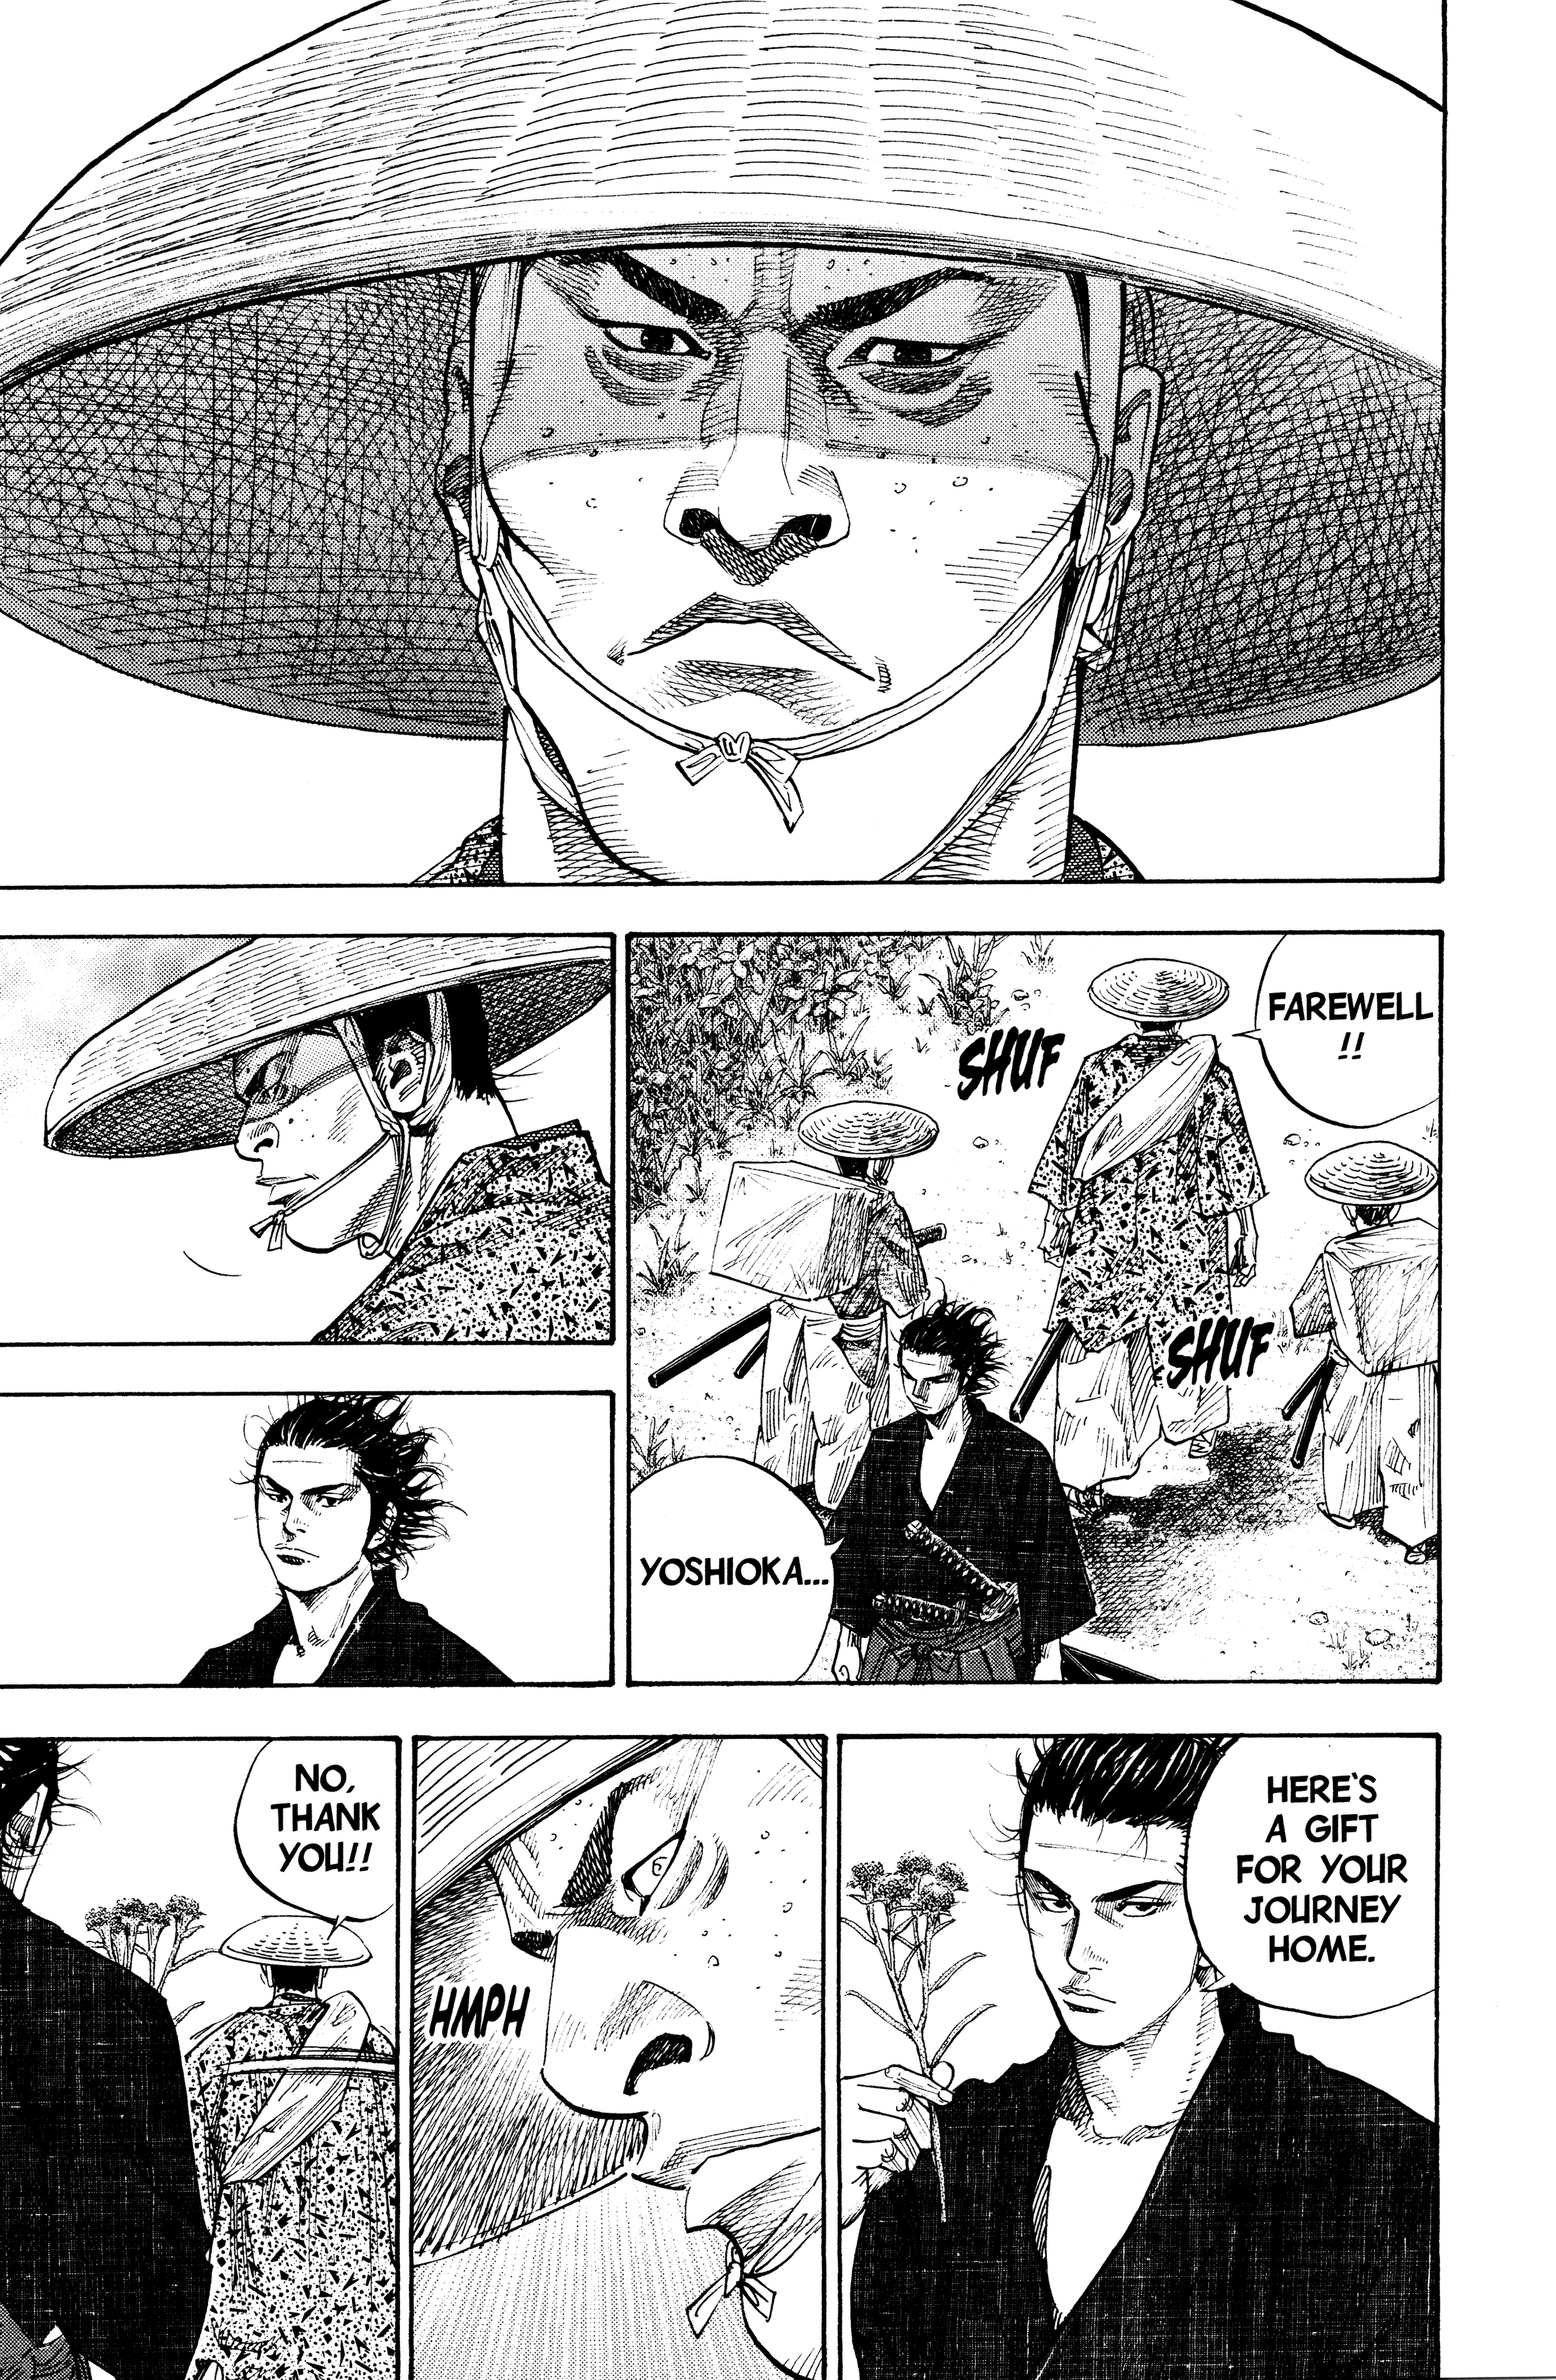 FAREWELL
!!
SHUF
SHUF
YOSHIOKA...
HERE'S
A GIFT
FOR YOUR
JOURNEY
HOME.
HMPH
NO,
THANK
YOU!!